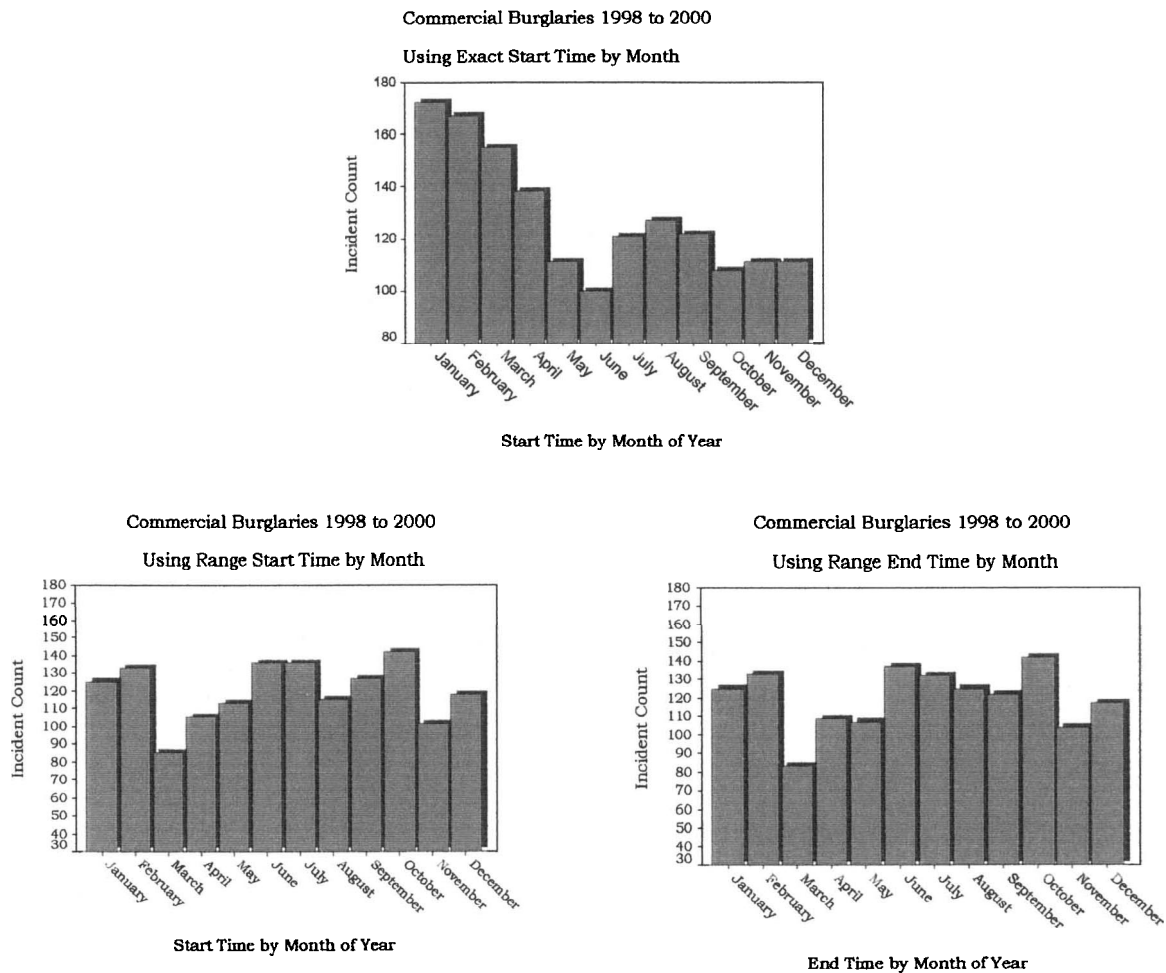 Commercial Burglaries 1998 to 2000
Using Exact Start Time by Month
180
160
140
120
100
80
Incident Count
January
February
March
April
May
June
July
August
September
October
November
December
Start Time by Month of Year
Commercial Burglaries 1998 to 2000
Using Range Start Time by Month
180
170
160
150
140
130
120
110
100
90
80
70
60
50
40
30
Incident Count
January
February
March
April
May
June
July
August
September
October
November
December
Start Time by Month of Year
Commercial Burglaries 1998 to 2000
Using Range End Time by Month
180
170
160
150
140
130
120
110
100
90
80
70
60
50
40
30
Incident Count
January
February
March
April
May
June
July
August
September
October
November
December
End Time by Month of Year